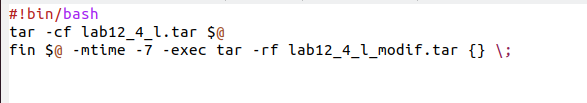 #!bin/bash
tar -cf lab12_4_l.tar $@
fin $@ -mtime -7 -exec tar -rf lab12_4_l_modif.tar {} \;